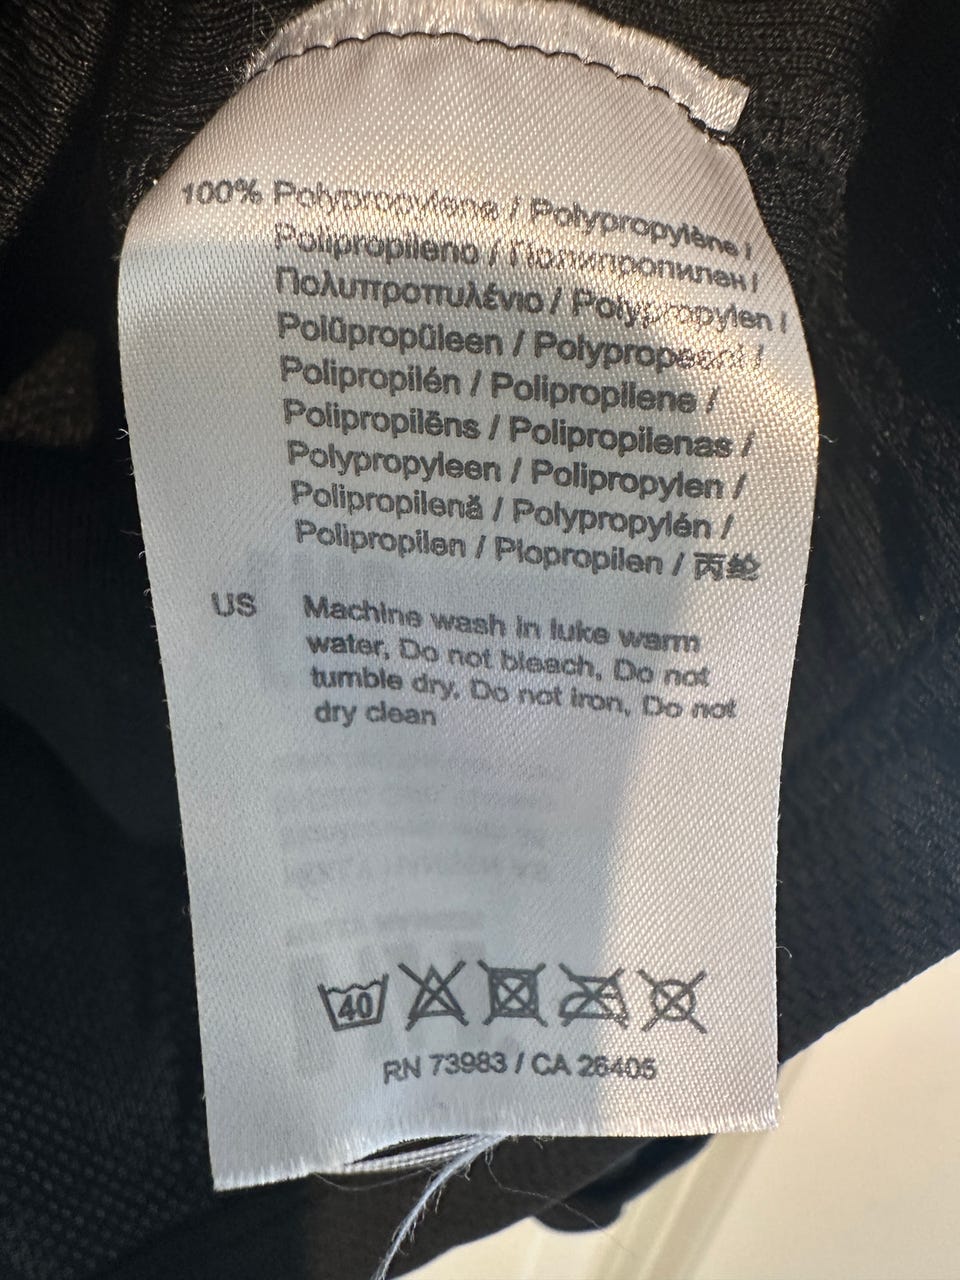 100% Polypropylene / Polypropylène /
Polipropileno / Полипропилен /
Πολυπροπυλένιο / Polypropylen /
Polüpropüleen / Polypropeeni /
Polipropilén / Polipropilene /
Polipropilēns / Polipropilenas /
Polypropyleen / Polipropylen /
Polipropilenă / Polypropylén /
Polipropilen / Plopropilen / 丙纶
US Machine wash in luke warm
water, Do not bleach, Do not
tumble dry, Do not iron, Do not
dry clean
40
RN 73983 / CA 26405